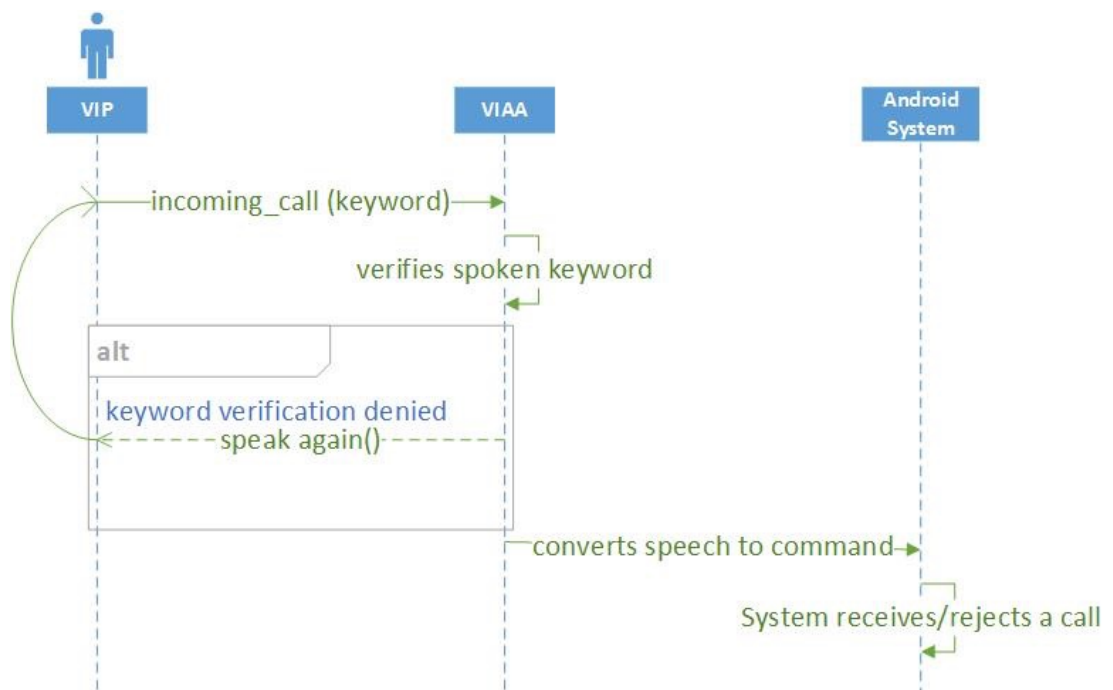 VIP
VIAA
Android
System
incoming_call (keyword)
verifies spoken keyword
alt
keyword verification denied
speak again()
converts speech to command
System receives/rejects a call